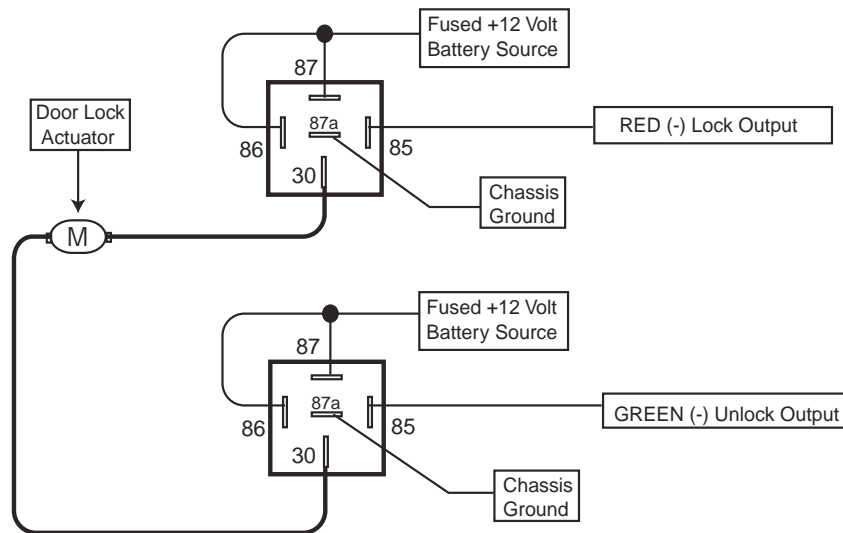 Fused +12 Volt
Battery Source
87
Door Lock
Actuator
87a
86
85
RED (-) Lock Output
30
Chassis
Ground
M
Fused +12 Volt
Battery Source
87
87a
86
85
GREEN (-) Unlock Output
30
Chassis
Ground